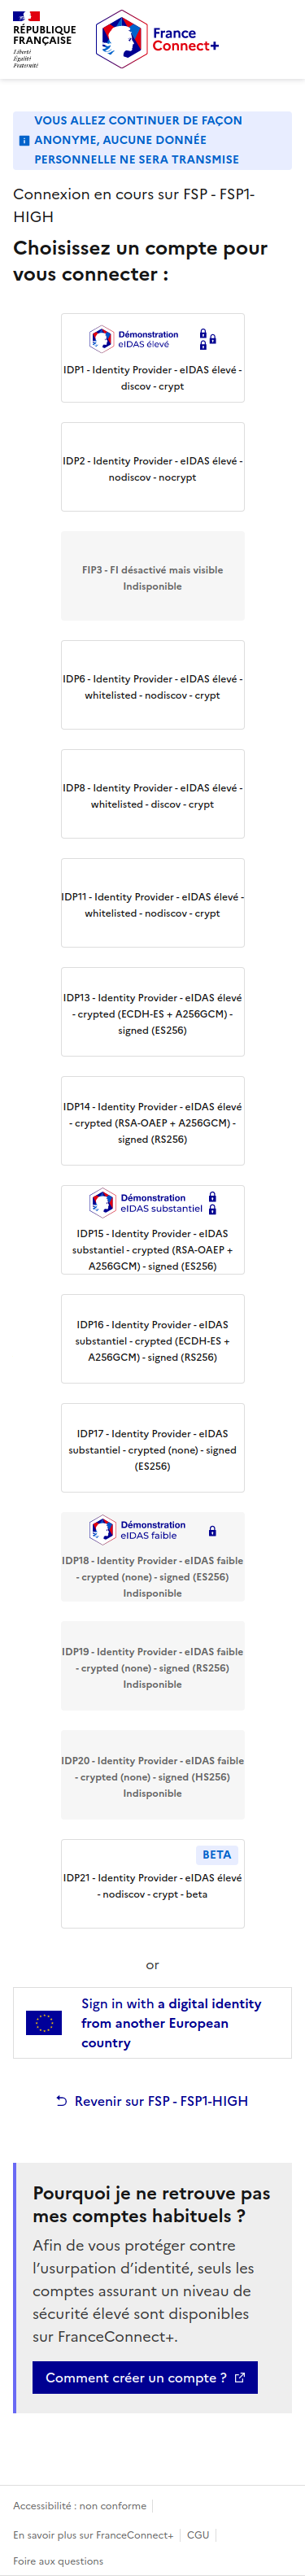 RÉPUBLIQUE
FRANÇAISE
Liberté
Égalité
Fraternité
France
Connect+
VOUS ALLEZ CONTINUER DE FAÇON
ANONYME, AUCUNE DONNÉE
PERSONNELLE NE SERA TRANSMISE
Connexion en cours sur FSP - FSP1-
HIGH
Choisissez un compte pour
vous connecter :
Démonstration
eIDAS élevé
IDP1 - Identity Provider - eIDAS élevé -
discov - crypt
IDP2 - Identity Provider - eIDAS élevé -
nodiscov - nocrypt
FIP3 - FI désactivé mais visible
Indisponible
IDP6 - Identity Provider - eIDAS élevé -
whitelisted - nodiscov - crypt
IDP8 - Identity Provider - eIDAS élevé -
whitelisted - discov - crypt
IDP11 - Identity Provider - eIDAS élevé -
whitelisted - nodiscov - crypt
IDP13 - Identity Provider - eIDAS élevé
- crypted (ECDH-ES + A256GCM) -
signed (ES256)
IDP14 - Identity Provider - eIDAS élevé
- crypted (RSA-OAEP + A256GCM) -
signed (RS256)
Démonstration
eIDAS substantiel
IDP15 - Identity Provider - eIDAS
substantiel - crypted (RSA-OAEP +
A256GCM) - signed (ES256)
IDP16 - Identity Provider - eIDAS
substantiel - crypted (ECDH-ES +
A256GCM) - signed (RS256)
IDP17 - Identity Provider - eIDAS
substantiel - crypted (none) - signed
(ES256)
Démonstration
eIDAS faible
IDP18 - Identity Provider - eIDAS faible
- crypted (none) - signed (ES256)
Indisponible
IDP19 - Identity Provider - eIDAS faible
- crypted (none) - signed (RS256)
Indisponible
IDP20 - Identity Provider - eIDAS faible
- crypted (none) - signed (HS256)
Indisponible
BETA
IDP21 - Identity Provider - eIDAS élevé
- nodiscov - crypt - beta
or
Sign in with a digital identity
from another European
country
Revenir sur FSP - FSP1-HIGH
Pourquoi je ne retrouve pas
mes comptes habituels ?
Afin de vous protéger contre
l’usurpation d’identité, seuls les
comptes assurant un niveau de
sécurité élevé sont disponibles
sur FranceConnect+.
Comment créer un compte ?
Accessibilité : non conforme
En savoir plus sur FranceConnect+
CGU
Foire aux questions